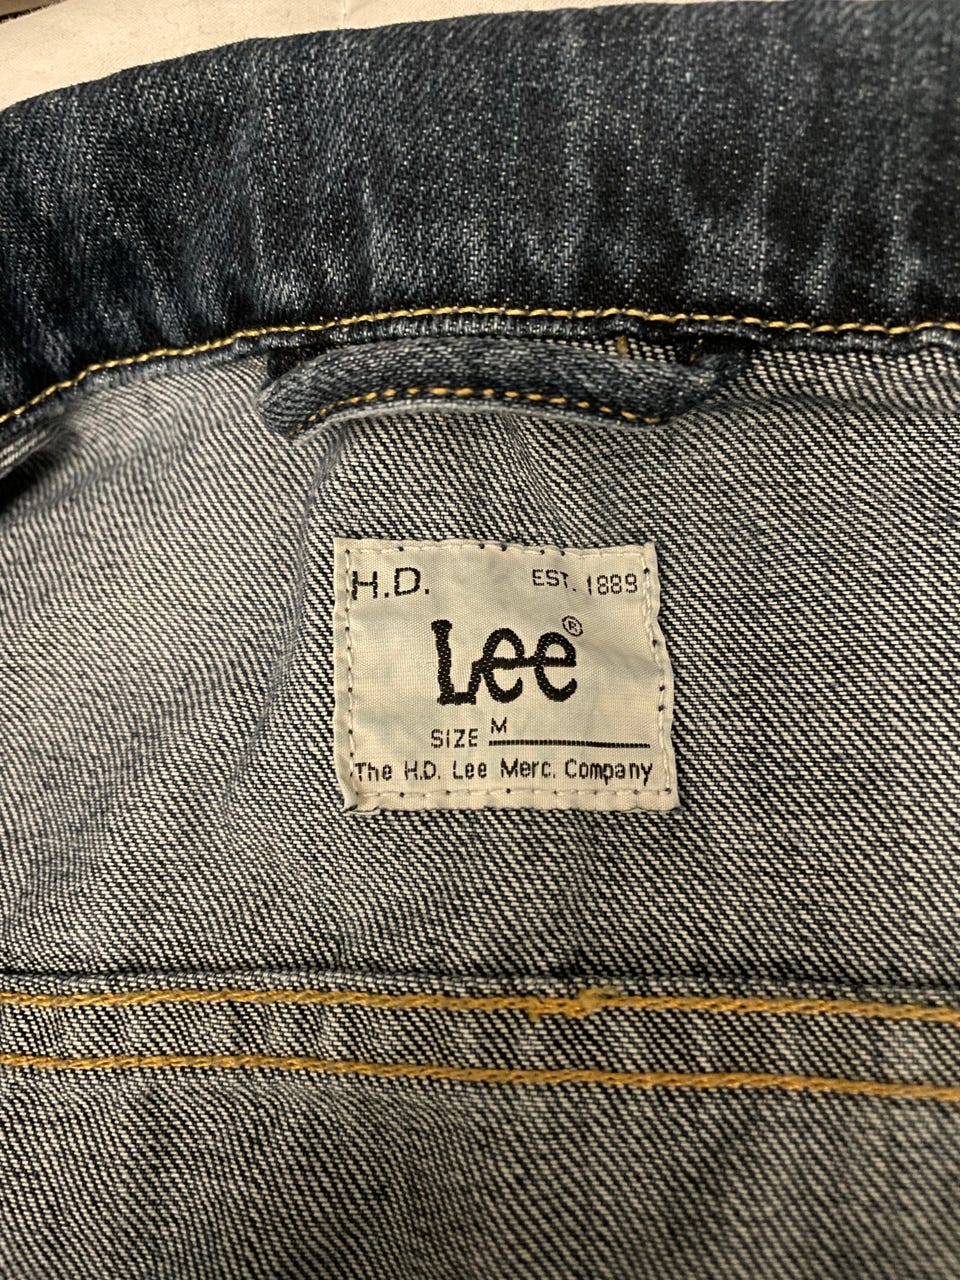 H.D. EST. 1889
Lee®
SIZE M
The H.D. Lee Merc. Company